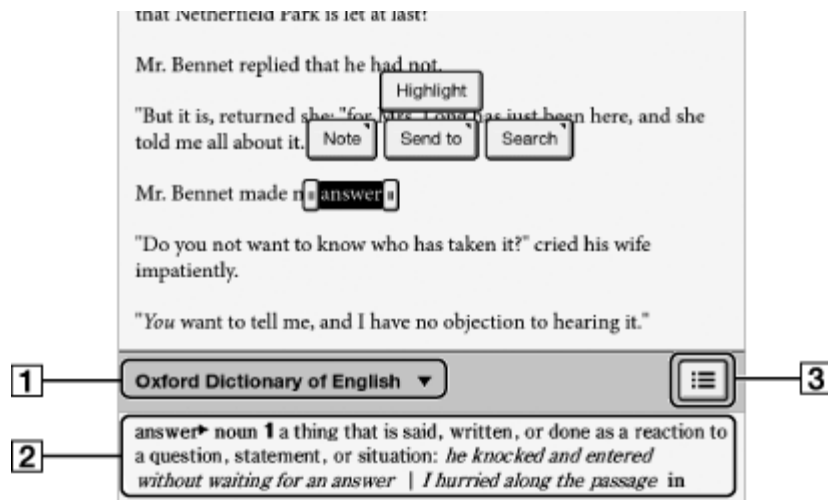 that Netherfield Park is let at last?
Mr. Bennet replied that he had not.
Highlight
"But it is, returned she; "for Mrs. Long has just been here, and she
told me all about it.
Note
Send to
Search
Mr. Bennet made n
answer
"Do you not want to know who has taken it?" cried his wife
impatiently.
"You want to tell me, and I have no objection to hearing it."
1
Oxford Dictionary of English
3
2
answer noun 1 a thing that is said, written, or done as a reaction to
a question, statement, or situation: he knocked and entered
without waiting for an answer | I hurried along the passage in